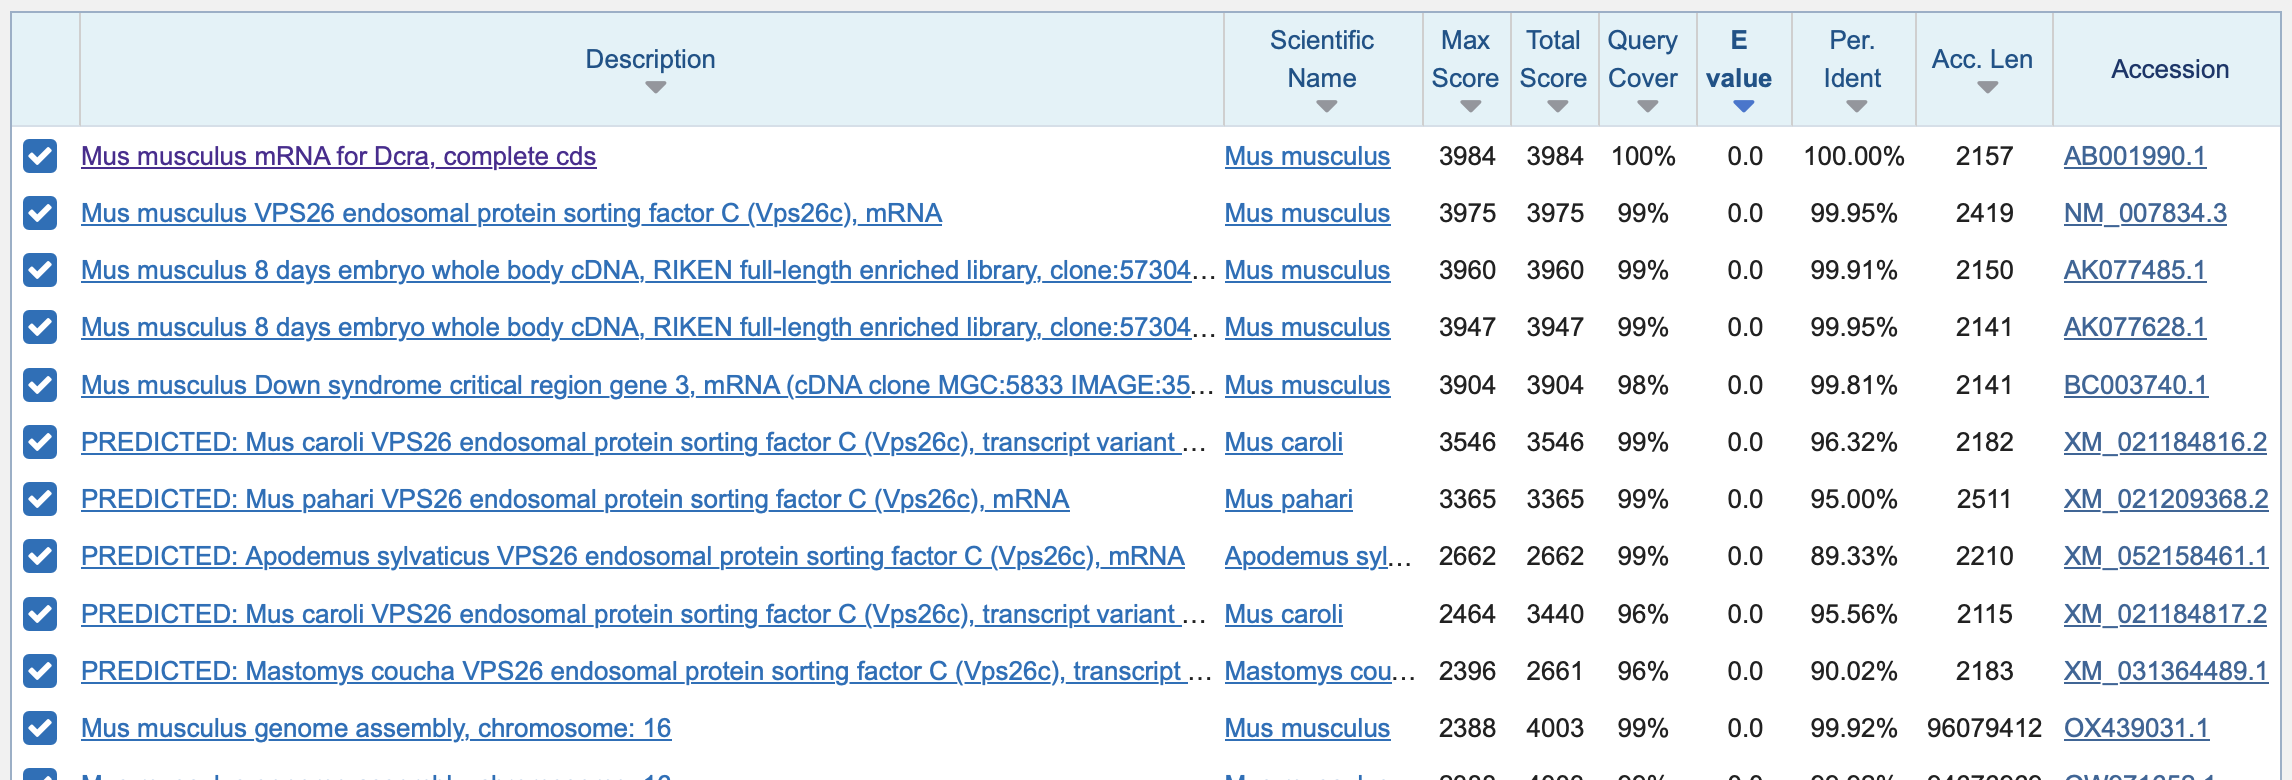 Description Scientific Name Max Score Total Score Query Cover E value Per. Ident Acc. Len Accession
Mus musculus mRNA for Dcra, complete cds Mus musculus 3984 3984 100% 0.0 100.00% 2157 AB001990.1
Mus musculus VPS26 endosomal protein sorting factor C (Vps26c), mRNA Mus musculus 3975 3975 99% 0.0 99.95% 2419 NM_007834.3
Mus musculus 8 days embryo whole body cDNA, RIKEN full-length enriched library, clone:57304... Mus musculus 3960 3960 99% 0.0 99.91% 2150 AK077485.1
Mus musculus 8 days embryo whole body cDNA, RIKEN full-length enriched library, clone:57304... Mus musculus 3947 3947 99% 0.0 99.95% 2141 AK077628.1
Mus musculus Down syndrome critical region gene 3, mRNA (cDNA clone MGC:5833 IMAGE:35... Mus musculus 3904 3904 98% 0.0 99.81% 2141 BC003740.1
PREDICTED: Mus caroli VPS26 endosomal protein sorting factor C (Vps26c), transcript variant ... Mus caroli 3546 3546 99% 0.0 96.32% 2182 XM_021184816.2
PREDICTED: Mus pahari VPS26 endosomal protein sorting factor C (Vps26c), mRNA Mus pahari 3365 3365 99% 0.0 95.00% 2511 XM_021209368.2
PREDICTED: Apodemus sylvaticus VPS26 endosomal protein sorting factor C (Vps26c), mRNA Apodemus syl... 2662 2662 99% 0.0 89.33% 2210 XM_052158461.1
PREDICTED: Mus caroli VPS26 endosomal protein sorting factor C (Vps26c), transcript variant ... Mus caroli 2464 3440 96% 0.0 95.56% 2115 XM_021184817.2
PREDICTED: Mastomys coucha VPS26 endosomal protein sorting factor C (Vps26c), transcript ... Mastomys cou... 2396 2661 96% 0.0 90.02% 2183 XM_031364489.1
Mus musculus genome assembly, chromosome: 16 Mus musculus 2388 4003 99% 0.0 99.92% 96079412 OX439031.1